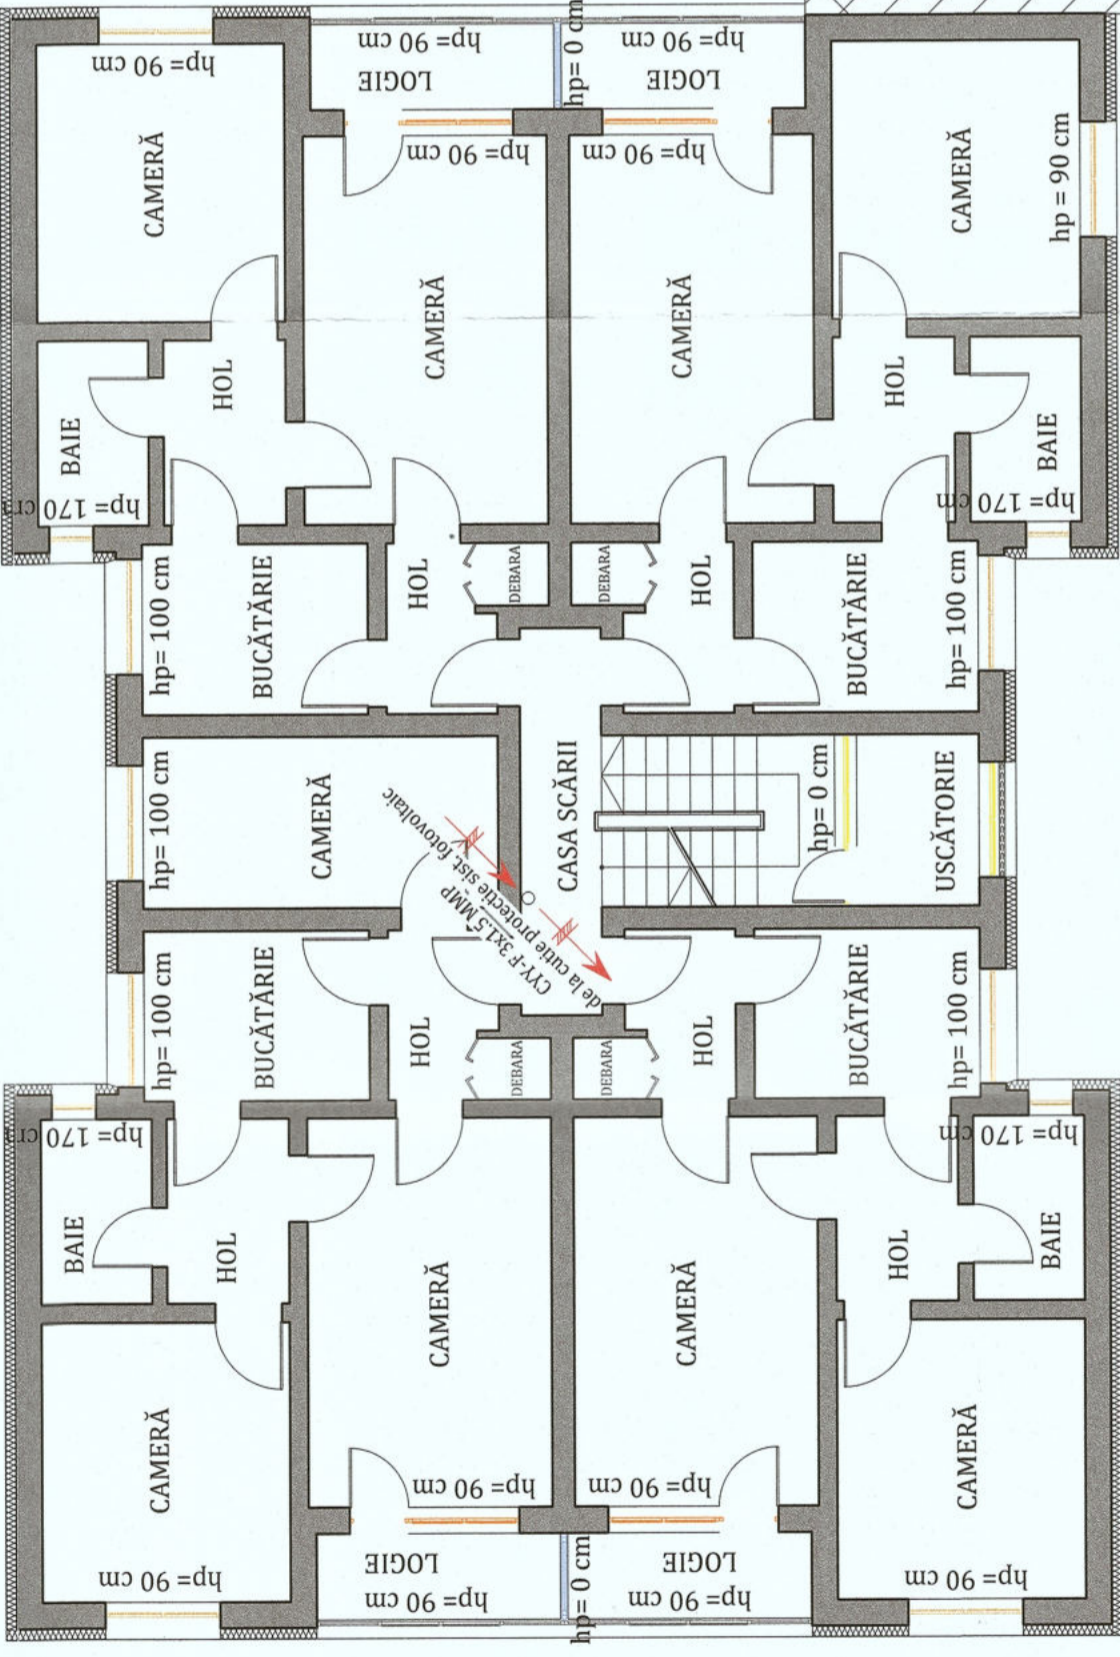 hp= 90 cm
hp= 90 cm
LOGIE
hp= 0 cm
hp= 90 cm
LOGIE
CAMERĂ
hp= 90 cm
hp= 90 cm
CAMERĂ
hp = 90 cm
CAMERĂ
CAMERĂ
HOL
HOL
BAIE
hp= 170 cm
BAIE
hp= 170 cm
hp= 100 cm
BUCĂTĂRIE
HOL
DEBARA
DEBARA
HOL
BUCĂTĂRIE
hp= 100 cm
hp= 100 cm
CAMERĂ
CASA SCĂRII
hp= 0 cm
USCĂTORIE
de la cutie protectie sist. fotovoltaic
CYY-F 3x1.5 MMP
hp= 100 cm
BUCĂTĂRIE
HOL
DEBARA
DEBARA
HOL
BUCĂTĂRIE
hp= 100 cm
hp= 170 cm
BAIE
hp= 170 cm
BAIE
HOL
HOL
CAMERĂ
CAMERĂ
CAMERĂ
hp= 90 cm
hp= 90 cm
CAMERĂ
hp= 90 cm
LOGIE
hp= 90 cm
hp= 0 cm
LOGIE
hp= 90 cm
hp= 90 cm